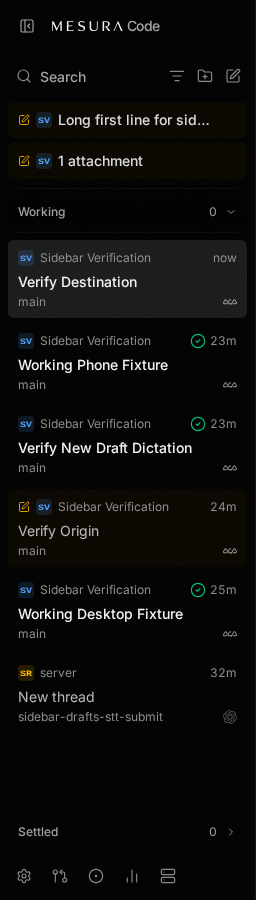 MESURA Code
Search
SV Long first line for sid...
SV 1 attachment
Working 0
SV Sidebar Verification now
Verify Destination
main
SV Sidebar Verification 23m
Working Phone Fixture
main
SV Sidebar Verification 23m
Verify New Draft Dictation
main
SV Sidebar Verification 24m
Verify Origin
main
SV Sidebar Verification 25m
Working Desktop Fixture
main
SR server 32m
New thread
sidebar-drafts-stt-submit
Settled 0